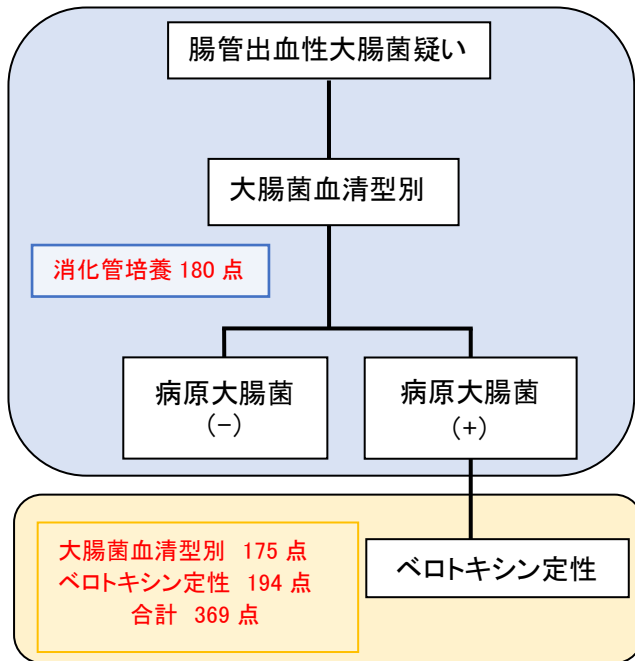 腸管出血性大腸菌疑い
大腸菌血清型別
消化管培養 180 点
病原大腸菌
(−)
病原大腸菌
(+)
大腸菌血清型別 175 点
ベロトキシン定性 194 点
合計 369 点
ベロトキシン定性